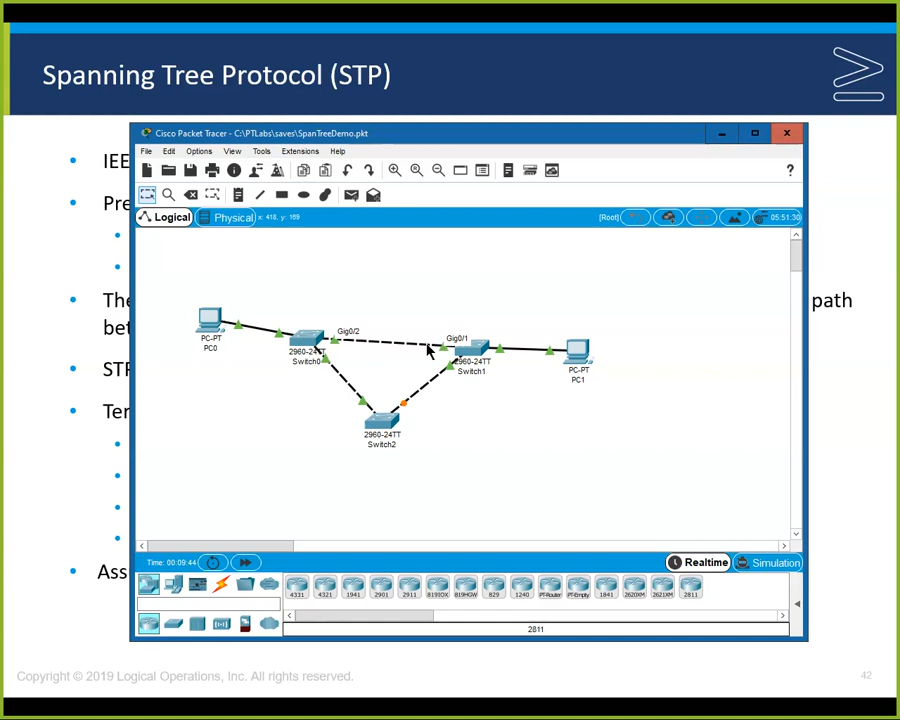 Spanning Tree Protocol (STP)
Cisco Packet Tracer - C:\PTLabs\saves\SpanTreeDemo.pkt
File Edit Options View Tools Extensions Help
?
Logical Physical x: 418, y: 169 [Root] 05:51:30
IEE
Pre
The path
bet
STP
Ter
Ass
Gig0/2
Gig0/1
PC-PT
PC0
2960-24TT
Switch0
2960-24TT
Switch1
PC-PT
PC1
2960-24TT
Switch2
Time: 00:09:44 Realtime Simulation
4331 4321 1941 2901 2911 819IOX 819HGW 829 1240 PT-Router PT-Empty 1841 2620XM 2621XM 2811
2811
Copyright © 2019 Logical Operations, Inc. All rights reserved. 42